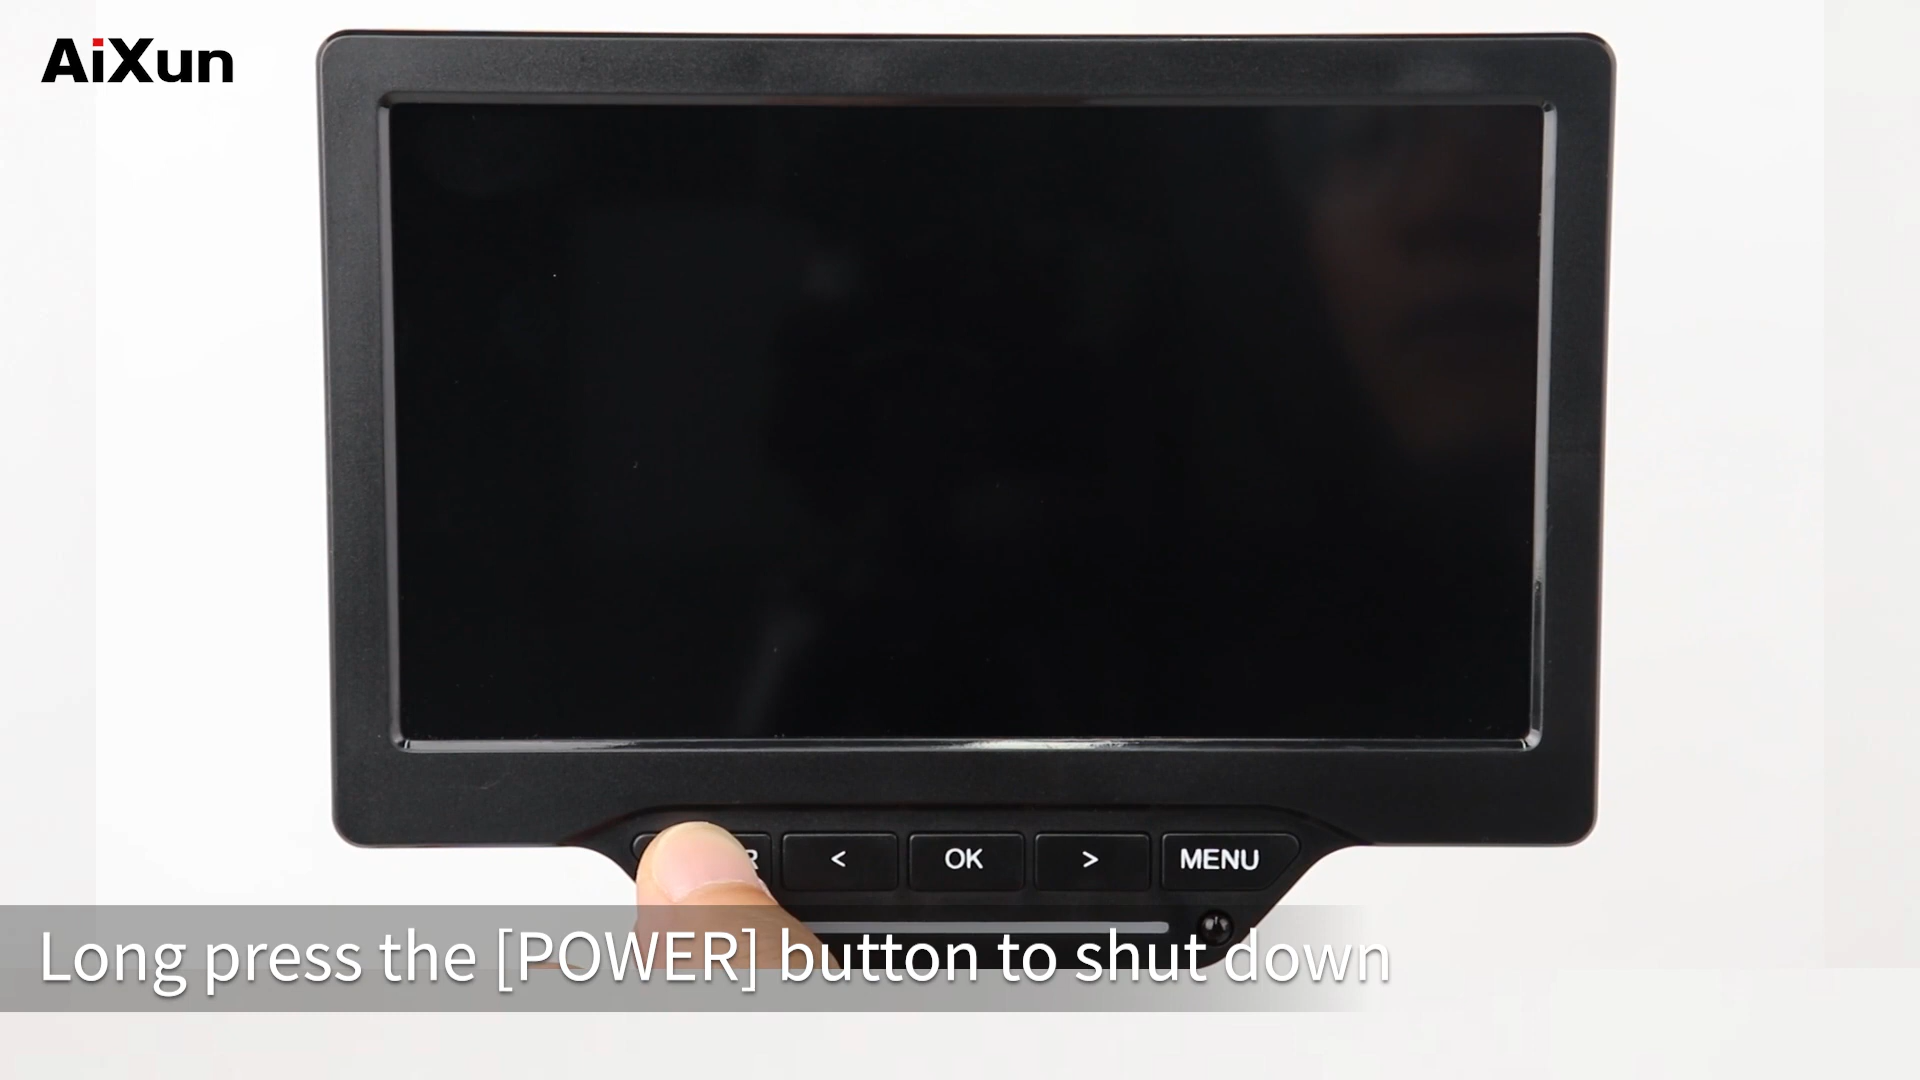 AiXun
R
<
OK
>
MENU
Long press the [POWER] button to shut down